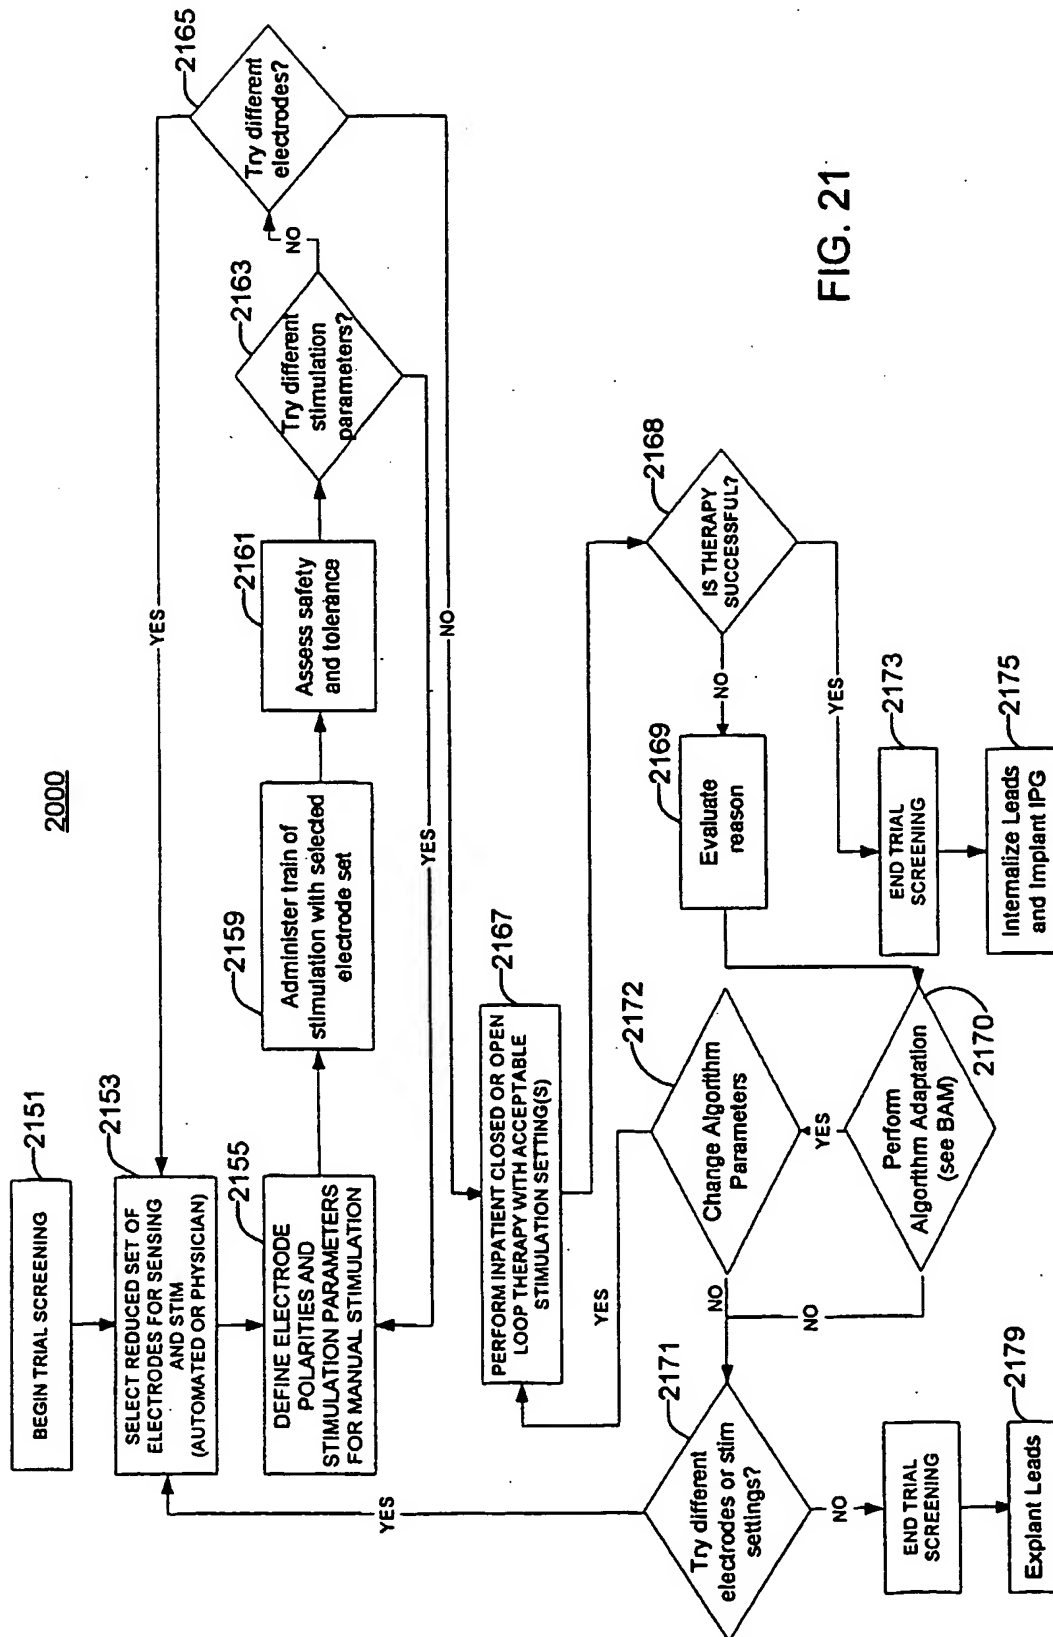 2000
2151
BEGIN TRIAL SCREENING
2153
SELECT REDUCED SET OF
ELECTRODES FOR SENSING
AND STIM
(AUTOMATED OR PHYSICIAN)
2155
DEFINE ELECTRODE
POLARITIES AND
STIMULATION PARAMETERS
FOR MANUAL STIMULATION
2159
Administer train of
stimulation with selected
electrode set
2161
Assess safety
and tolerance
2163
Try different
stimulation
parameters?
NO
2165
Try different
electrodes?
YES
YES
NO
2167
PERFORM INPATIENT CLOSED OR OPEN
LOOP THERAPY WITH ACCEPTABLE
STIMULATION SETTING(S)
2168
IS THERAPY
SUCCESSFUL?
NO
YES
2169
Evaluate
reason
2170
Perform
Algorithm Adaptation
(see BAM)
YES
NO
2172
Change Algorithm
Parameters
YES
NO
2171
Try different
electrodes or stim
settings?
YES
NO
END TRIAL
SCREENING
2179
Explant Leads
2173
END TRIAL
SCREENING
2175
Internalize Leads
and Implant IPG
FIG. 21